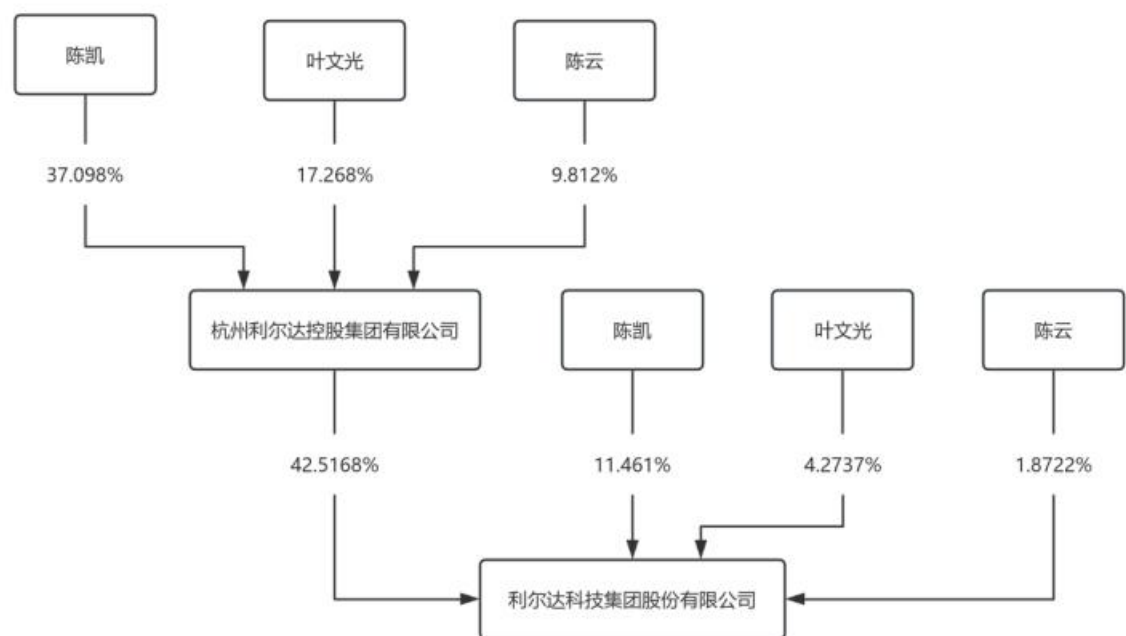 陈凯
叶文光
陈云
37.098%
17.268%
9.812%
杭州利尔达控股集团有限公司
陈凯
叶文光
陈云
42.5168%
11.461%
4.2737%
1.8722%
利尔达科技集团股份有限公司